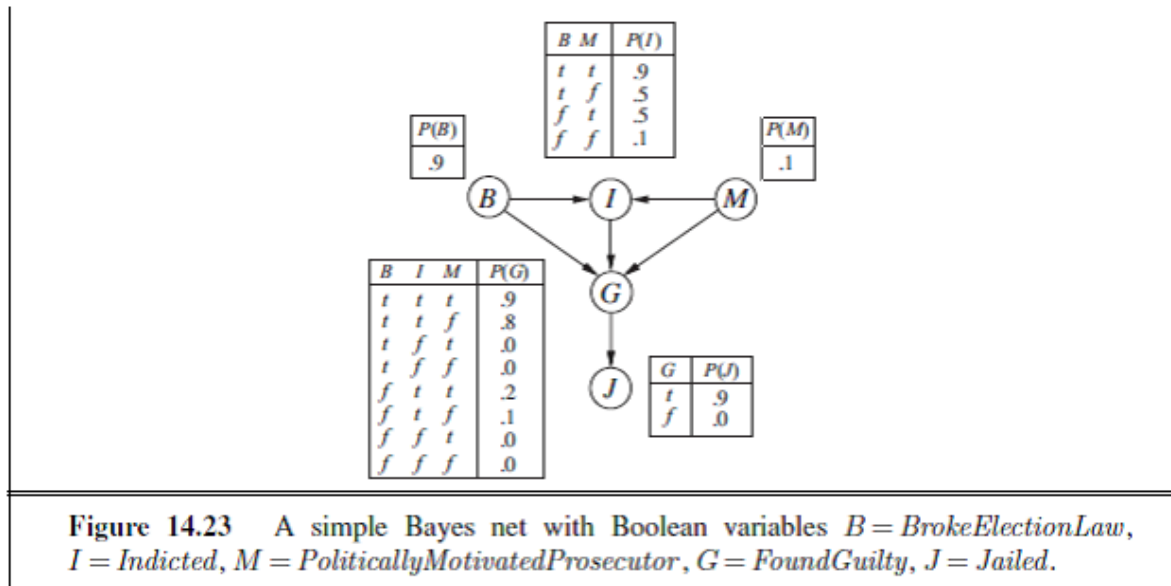 B M P(I)
t t .9
t f .5
f t .5
f f .1
P(B)
.9
P(M)
.1
B
I
M
B I M P(G)
t t t .9
t t f .8
t f t .0
t f f .0
f t t .2
f t f .1
f f t .0
f f f .0
G
G P(J)
t .9
f .0
J
Figure 14.23 A simple Bayes net with Boolean variables B = BrokeElectionLaw,
I = Indicted, M = PoliticallyMotivatedProsecutor, G = FoundGuilty, J = Jailed.